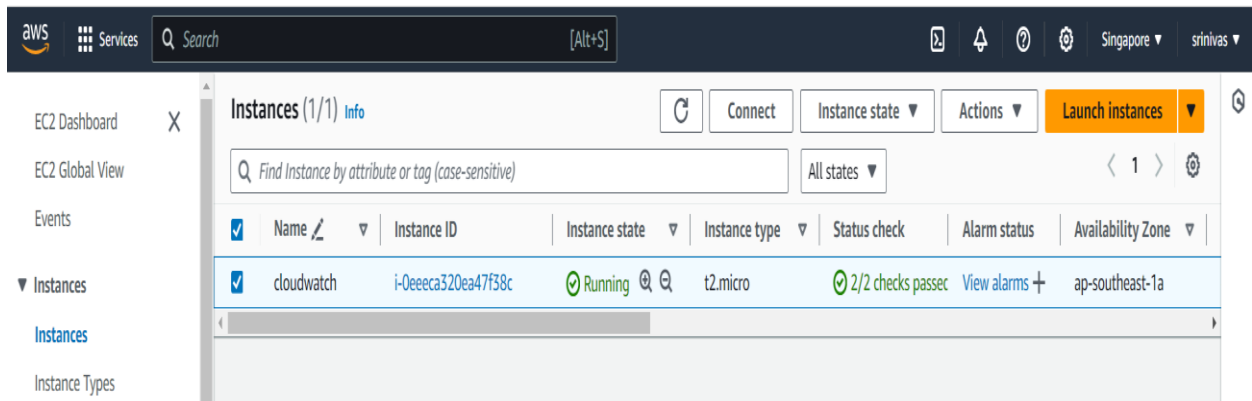 aws Services Search [Alt+S] Singapore srinivas
EC2 Dashboard
EC2 Global View
Events
Instances
Instances
Instance Types
Instances (1/1) Info Connect Instance state Actions Launch instances
Find Instance by attribute or tag (case-sensitive) All states 1
Name Instance ID Instance state Instance type Status check Alarm status Availability Zone
cloudwatch i-0eeeca320ea47f38c Running t2.micro 2/2 checks passec View alarms + ap-southeast-1a